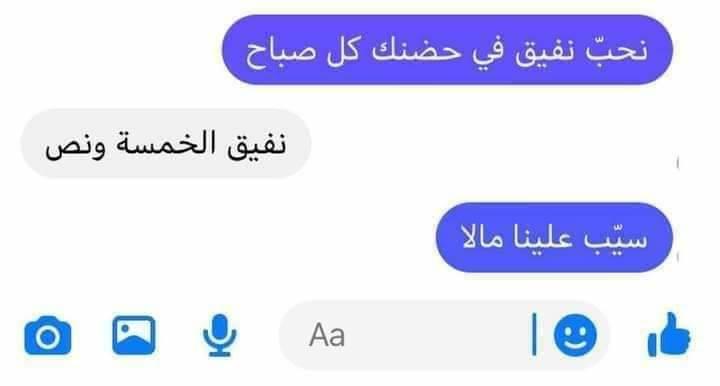 نحبّ نفيق في حضنك كل صباح
نفيق الخمسة ونص
سيّب علينا مالا
Aa